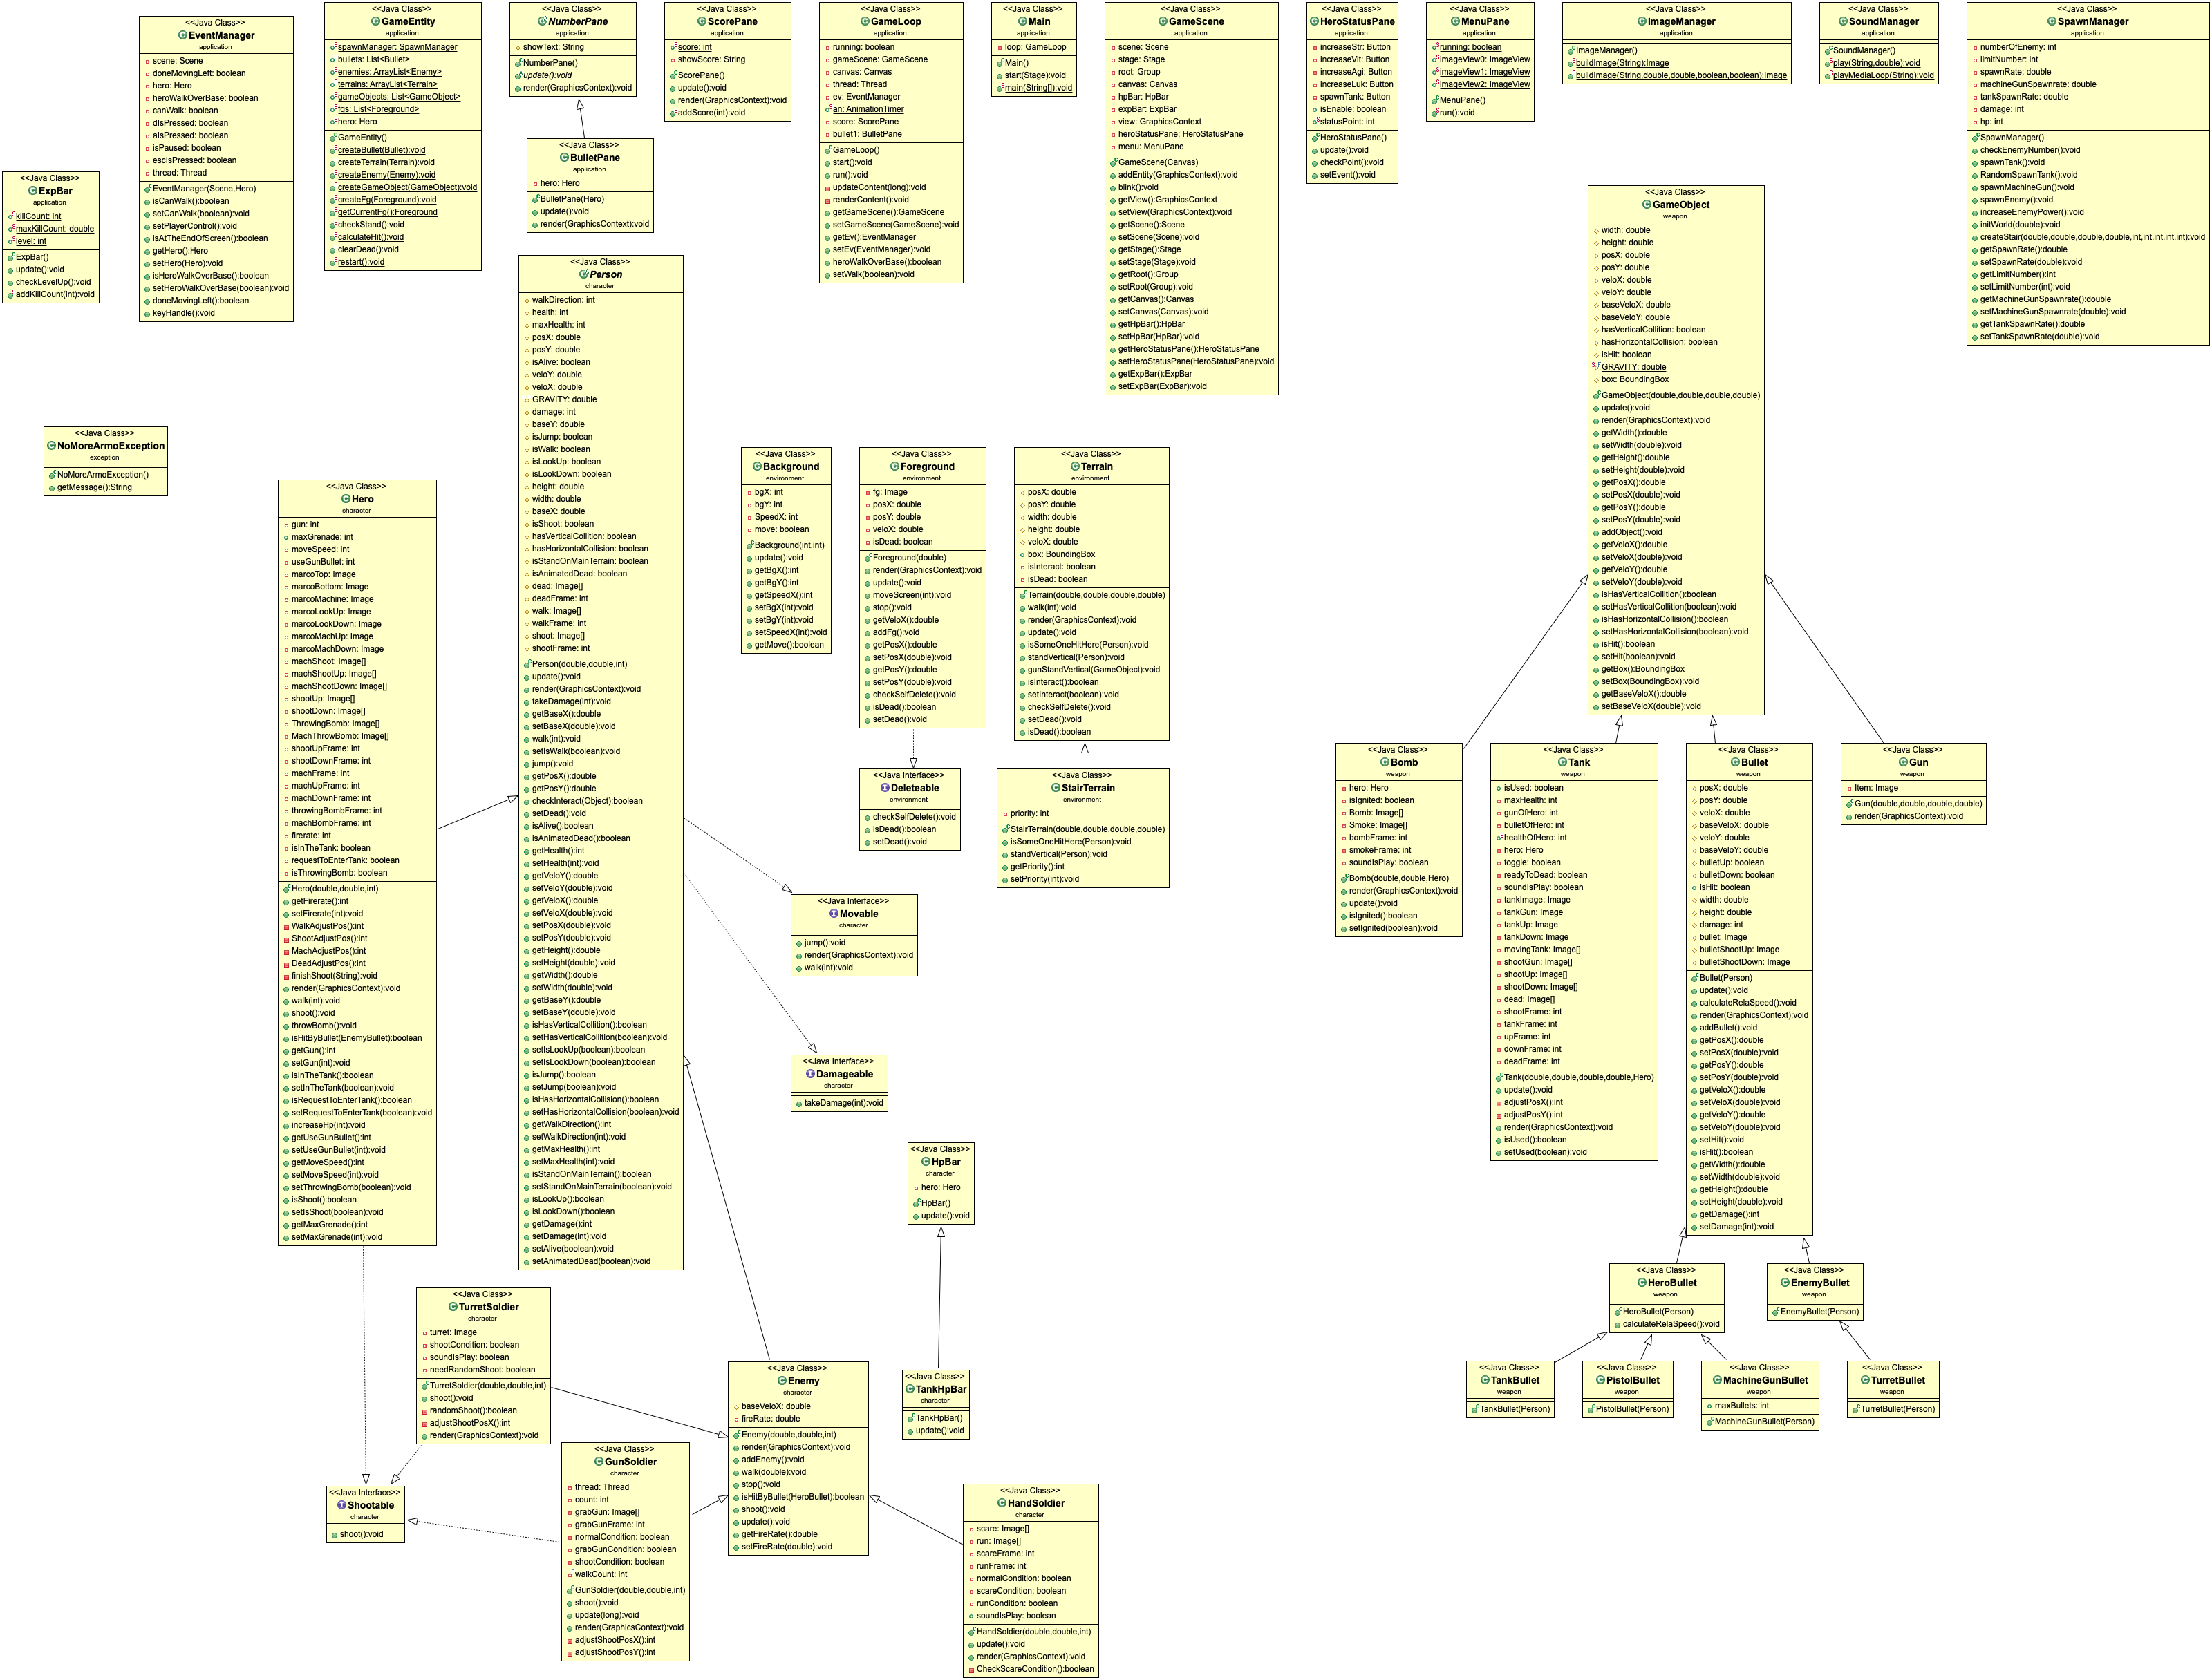 <<Java Class>>
ExpBar
application
killCount: int
maxKillCount: double
level: int
ExpBar()
update():void
checkLevelUp():void
addKillCount(int):void
<<Java Class>>
EventManager
application
scene: Scene
doneMovingLeft: boolean
hero: Hero
heroWalkOverBase: boolean
canWalk: boolean
dIsPressed: boolean
aIsPressed: boolean
isPaused: boolean
escIsPressed: boolean
thread: Thread
EventManager(Scene,Hero)
isCanWalk():boolean
setCanWalk(boolean):void
setPlayerControl():void
isAtTheEndOfScreen():boolean
getHero():Hero
setHero(Hero):void
isHeroWalkOverBase():boolean
setHeroWalkOverBase(boolean):void
doneMovingLeft():boolean
keyHandle():void
<<Java Class>>
GameEntity
application
spawnManager: SpawnManager
bullets: List<Bullet>
enemies: ArrayList<Enemy>
terrains: ArrayList<Terrain>
gameObjects: List<GameObject>
fgs: List<Foreground>
hero: Hero
GameEntity()
createBullet(Bullet):void
createTerrain(Terrain):void
createEnemy(Enemy):void
createGameObject(GameObject):void
createFg(Foreground):void
getCurrentFg():Foreground
checkStand():void
calculateHit():void
clearDead():void
restart():void
<<Java Class>>
NumberPane
application
showText: String
NumberPane()
update():void
render(GraphicsContext):void
<<Java Class>>
BulletPane
application
hero: Hero
BulletPane(Hero)
update():void
render(GraphicsContext):void
<<Java Class>>
ScorePane
application
score: int
showScore: String
ScorePane()
update():void
render(GraphicsContext):void
addScore(int):void
<<Java Class>>
GameLoop
application
running: boolean
gameScene: GameScene
canvas: Canvas
thread: Thread
ev: EventManager
an: AnimationTimer
score: ScorePane
bullet1: BulletPane
GameLoop()
start():void
run():void
updateContent(long):void
renderContent():void
getGameScene():GameScene
setGameScene(GameScene):void
getEv():EventManager
setEv(EventManager):void
heroWalkOverBase():boolean
setWalk(boolean):void
<<Java Class>>
Main
application
loop: GameLoop
Main()
start(Stage):void
main(String[]):void
<<Java Class>>
GameScene
application
scene: Scene
stage: Stage
root: Group
canvas: Canvas
hpBar: HpBar
expBar: ExpBar
view: GraphicsContext
heroStatusPane: HeroStatusPane
menu: MenuPane
GameScene(Canvas)
addEntity(GraphicsContext):void
blink():void
getView():GraphicsContext
setView(GraphicsContext):void
getScene():Scene
setScene(Scene):void
getStage():Stage
setStage(Stage):void
getRoot():Group
setRoot(Group):void
getCanvas():Canvas
setCanvas(Canvas):void
getHpBar():HpBar
setHpBar(HpBar):void
getHeroStatusPane():HeroStatusPane
setHeroStatusPane(HeroStatusPane):void
getExpBar():ExpBar
setExpBar(ExpBar):void
<<Java Class>>
HeroStatusPane
application
increaseStr: Button
increaseVit: Button
increaseAgi: Button
increaseLuk: Button
spawnTank: Button
isEnable: boolean
statusPoint: int
HeroStatusPane()
update():void
checkPoint():void
setEvent():void
<<Java Class>>
MenuPane
application
running: boolean
imageView0: ImageView
imageView1: ImageView
imageView2: ImageView
MenuPane()
run():void
<<Java Class>>
ImageManager
application
ImageManager()
buildImage(String):Image
buildImage(String,double,double,boolean,boolean):Image
<<Java Class>>
SoundManager
application
SoundManager()
play(String,double):void
playMediaLoop(String):void
<<Java Class>>
SpawnManager
application
numberOfEnemy: int
limitNumber: int
spawnRate: double
machineGunSpawnrate: double
tankSpawnRate: double
damage: int
hp: int
SpawnManager()
checkEnemyNumber():void
spawnTank():void
RandomSpawnTank():void
spawnMachineGun():void
spawnEnemy():void
increaseEnemyPower():void
initWorld(double):void
createStair(double,double,double,double,int,int,int,int,int):void
getSpawnRate():double
setSpawnRate(double):void
getLimitNumber():int
setLimitNumber(int):void
getMachineGunSpawnrate():double
setMachineGunSpawnrate(double):void
getTankSpawnRate():double
setTankSpawnRate(double):void
<<Java Class>>
NoMoreArmoException
exception
NoMoreArmoException()
getMessage():String
<<Java Class>>
Hero
character
gun: int
maxGrenade: int
moveSpeed: int
useGunBullet: int
marcoTop: Image
marcoBottom: Image
marcoMachine: Image
marcoLookUp: Image
marcoLookDown: Image
marcoMachUp: Image
marcoMachDown: Image
machShoot: Image[]
machShootUp: Image[]
machShootDown: Image[]
shootUp: Image[]
shootDown: Image[]
ThrowingBomb: Image[]
MachThrowBomb: Image[]
shootUpFrame: int
shootDownFrame: int
machFrame: int
machUpFrame: int
machDownFrame: int
throwingBombFrame: int
machBombFrame: int
firerate: int
isInTheTank: boolean
requestToEnterTank: boolean
isThrowingBomb: boolean
Hero(double,double,int)
getFirerate():int
setFirerate(int):void
WalkAdjustPos():int
ShootAdjustPos():int
MachAdjustPos():int
DeadAdjustPos():int
finishShoot(String):void
render(GraphicsContext):void
walk(int):void
shoot():void
throwBomb():void
isHitByBullet(EnemyBullet):boolean
getGun():int
setGun(int):void
isInTheTank():boolean
setInTheTank(boolean):void
isRequestToEnterTank():boolean
setRequestToEnterTank(boolean):void
increaseHp(int):void
getUseGunBullet():int
setUseGunBullet(int):void
getMoveSpeed():int
setMoveSpeed(int):void
setThrowingBomb(boolean):void
isShoot():boolean
setIsShoot(boolean):void
getMaxGrenade():int
setMaxGrenade(int):void
<<Java Class>>
Person
character
walkDirection: int
health: int
maxHealth: int
posX: double
posY: double
isAlive: boolean
veloY: double
veloX: double
GRAVITY: double
damage: int
baseY: double
isJump: boolean
isWalk: boolean
isLookUp: boolean
isLookDown: boolean
height: double
width: double
baseX: double
isShoot: boolean
hasVerticalCollition: boolean
hasHorizontalCollision: boolean
isStandOnMainTerrain: boolean
isAnimatedDead: boolean
dead: Image[]
deadFrame: int
walk: Image[]
walkFrame: int
shoot: Image[]
shootFrame: int
Person(double,double,int)
update():void
render(GraphicsContext):void
takeDamage(int):void
getBaseX():double
setBaseX(double):void
walk(int):void
setIsWalk(boolean):void
jump():void
getPosX():double
getPosY():double
checkInteract(Object):boolean
setDead():void
isAlive():boolean
isAnimatedDead():boolean
getHealth():int
setHealth(int):void
getVeloY():double
setVeloY(double):void
getVeloX():double
setVeloX(double):void
setPosX(double):void
setPosY(double):void
getHeight():double
setHeight(double):void
getWidth():double
setWidth(double):void
getBaseY():double
setBaseY(double):void
isHasVerticalCollition():boolean
setHasVerticalCollition(boolean):void
setIsLookUp(boolean):boolean
setIsLookDown(boolean):boolean
isJump():boolean
setJump(boolean):void
isHasHorizontalCollision():boolean
setHasHorizontalCollision(boolean):void
getWalkDirection():int
setWalkDirection(int):void
getMaxHealth():int
setMaxHealth(int):void
isStandOnMainTerrain():boolean
setStandOnMainTerrain(boolean):void
isLookUp():boolean
isLookDown():boolean
getDamage():int
setDamage(int):void
setAlive(boolean):void
setAnimatedDead(boolean):void
<<Java Class>>
Background
environment
bgX: int
bgY: int
SpeedX: int
move: boolean
Background(int,int)
update():void
getBgX():int
getBgY():int
getSpeedX():int
setBgX(int):void
setBgY(int):void
setSpeedX(int):void
getMove():boolean
<<Java Class>>
Foreground
environment
fg: Image
posX: double
posY: double
veloX: double
isDead: boolean
Foreground(double)
render(GraphicsContext):void
update():void
moveScreen(int):void
stop():void
getVeloX():double
addFg():void
getPosX():double
setPosX(double):void
getPosY():double
setPosY(double):void
checkSelfDelete():void
isDead():boolean
setDead():void
<<Java Class>>
Terrain
environment
posX: double
posY: double
width: double
height: double
veloX: double
box: BoundingBox
isInteract: boolean
isDead: boolean
Terrain(double,double,double,double)
walk(int):void
render(GraphicsContext):void
update():void
isSomeOneHitHere(Person):void
standVertical(Person):void
gunStandVertical(GameObject):void
isInteract():boolean
setInteract(boolean):void
checkSelfDelete():void
setDead():void
isDead():boolean
<<Java Interface>>
Deleteable
environment
checkSelfDelete():void
isDead():boolean
setDead():void
<<Java Class>>
StairTerrain
environment
priority: int
StairTerrain(double,double,double,double)
isSomeOneHitHere(Person):void
standVertical(Person):void
getPriority():int
setPriority(int):void
<<Java Interface>>
Movable
character
jump():void
render(GraphicsContext):void
walk(int):void
<<Java Interface>>
Damageable
character
takeDamage(int):void
<<Java Class>>
HpBar
character
hero: Hero
HpBar()
update():void
<<Java Class>>
TankHpBar
character
TankHpBar()
update():void
<<Java Class>>
GameObject
weapon
width: double
height: double
posX: double
posY: double
veloX: double
veloY: double
baseVeloX: double
baseVeloY: double
hasVerticalCollition: boolean
hasHorizontalCollision: boolean
isHit: boolean
GRAVITY: double
box: BoundingBox
GameObject(double,double,double,double)
update():void
render(GraphicsContext):void
getWidth():double
setWidth(double):void
getHeight():double
setHeight(double):void
getPosX():double
setPosX(double):void
getPosY():double
setPosY(double):void
addObject():void
getVeloX():double
setVeloX(double):void
getVeloY():double
setVeloY(double):void
isHasVerticalCollition():boolean
setHasVerticalCollition(boolean):void
isHasHorizontalCollision():boolean
setHasHorizontalCollision(boolean):void
isHit():boolean
setHit(boolean):void
getBox():BoundingBox
setBox(BoundingBox):void
getBaseVeloX():double
setBaseVeloX(double):void
<<Java Class>>
Bomb
weapon
hero: Hero
isIgnited: boolean
Bomb: Image[]
Smoke: Image[]
bombFrame: int
smokeFrame: int
soundIsPlay: boolean
Bomb(double,double,Hero)
render(GraphicsContext):void
update():void
isIgnited():boolean
setIgnited(boolean):void
<<Java Class>>
Tank
weapon
isUsed: boolean
maxHealth: int
gunOfHero: int
bulletOfHero: int
healthOfHero: int
hero: Hero
toggle: boolean
readyToDead: boolean
soundIsPlay: boolean
tankImage: Image
tankGun: Image
tankUp: Image
tankDown: Image
movingTank: Image[]
shootGun: Image[]
shootUp: Image[]
shootDown: Image[]
dead: Image[]
shootFrame: int
tankFrame: int
upFrame: int
downFrame: int
deadFrame: int
Tank(double,double,double,double,Hero)
update():void
adjustPosX():int
adjustPosY():int
render(GraphicsContext):void
isUsed():boolean
setUsed(boolean):void
<<Java Class>>
Bullet
weapon
posX: double
posY: double
veloX: double
baseVeloX: double
veloY: double
baseVeloY: double
bulletUp: boolean
bulletDown: boolean
isHit: boolean
width: double
height: double
damage: int
bullet: Image
bulletShootUp: Image
bulletShootDown: Image
Bullet(Person)
update():void
calculateRelaSpeed():void
render(GraphicsContext):void
addBullet():void
getPosX():double
setPosX(double):void
getPosY():double
setPosY(double):void
getVeloX():double
setVeloX(double):void
getVeloY():double
setVeloY(double):void
setHit():void
isHit():boolean
getWidth():double
setWidth(double):void
getHeight():double
setHeight(double):void
getDamage():int
setDamage(int):void
<<Java Class>>
Gun
weapon
Item: Image
Gun(double,double,double,double)
render(GraphicsContext):void
<<Java Class>>
HeroBullet
weapon
HeroBullet(Person)
calculateRelaSpeed():void
<<Java Class>>
EnemyBullet
weapon
EnemyBullet(Person)
<<Java Class>>
TankBullet
weapon
TankBullet(Person)
<<Java Class>>
PistolBullet
weapon
PistolBullet(Person)
<<Java Class>>
MachineGunBullet
weapon
maxBullets: int
MachineGunBullet(Person)
<<Java Class>>
TurretBullet
weapon
TurretBullet(Person)
<<Java Class>>
TurretSoldier
character
turret: Image
shootCondition: boolean
soundIsPlay: boolean
needRandomShoot: boolean
TurretSoldier(double,double,int)
shoot():void
randomShoot():boolean
adjustShootPosX():int
render(GraphicsContext):void
<<Java Interface>>
Shootable
character
shoot():void
<<Java Class>>
GunSoldier
character
thread: Thread
count: int
grabGun: Image[]
grabGunFrame: int
normalCondition: boolean
grabGunCondition: boolean
shootCondition: boolean
walkCount: int
GunSoldier(double,double,int)
shoot():void
update(long):void
render(GraphicsContext):void
adjustShootPosX():int
adjustShootPosY():int
<<Java Class>>
Enemy
character
baseVeloX: double
fireRate: double
Enemy(double,double,int)
render(GraphicsContext):void
addEnemy():void
walk(double):void
stop():void
isHitByBullet(HeroBullet):boolean
shoot():void
update():void
getFireRate():double
setFireRate(double):void
<<Java Class>>
HandSoldier
character
scare: Image[]
run: Image[]
scareFrame: int
runFrame: int
normalCondition: boolean
scareCondition: boolean
runCondition: boolean
soundIsPlay: boolean
HandSoldier(double,double,int)
update():void
render(GraphicsContext):void
CheckScareCondition():boolean